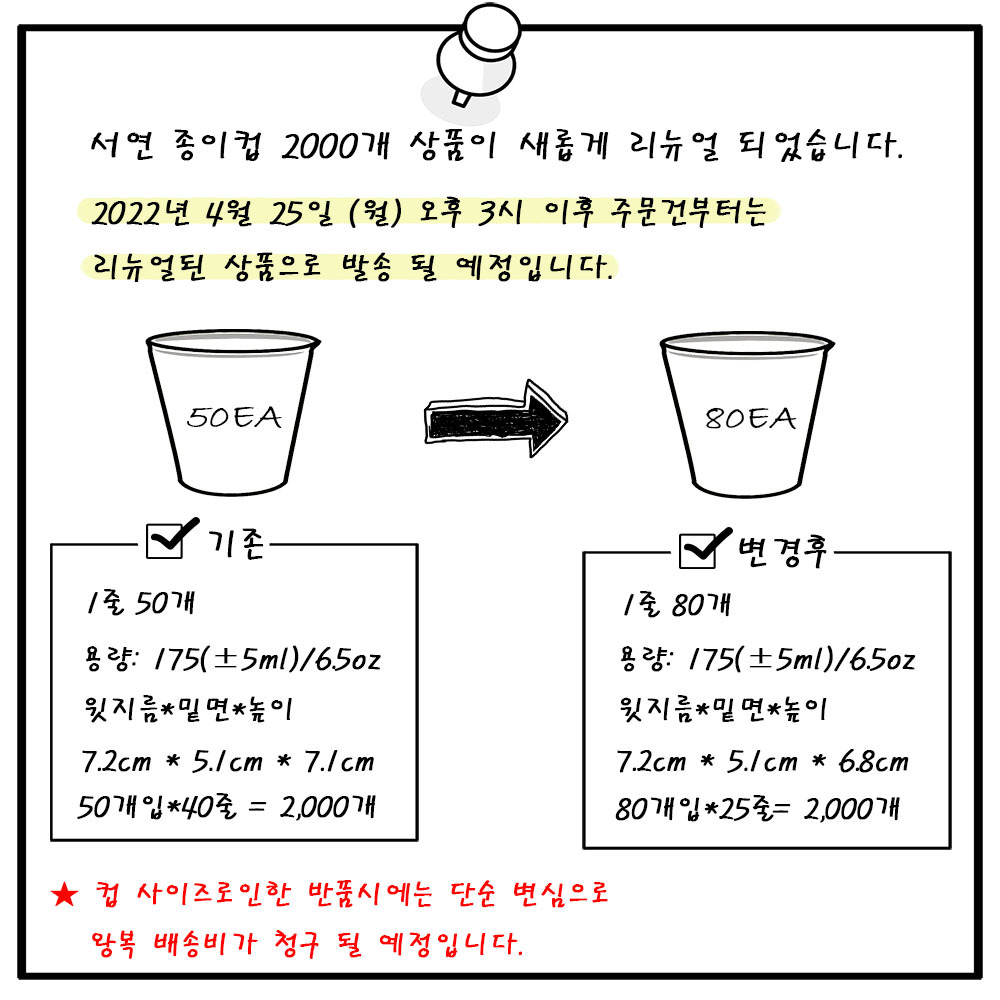 서연 종이컵 2000개 상품이 새롭게 리뉴얼 되었습니다.
2022년 4월 25일 (월) 오후 3시 이후 주문건부터는
리뉴얼된 상품으로 발송 될 예정입니다.
50EA
80EA
기존
1줄 50개
용량: 175(±5ml)/6.5oz
윗지름*밑면*높이
7.2cm * 5.1cm * 7.1cm
50개입*40줄 = 2,000개
변경후
1줄 80개
용량: 175(±5ml)/6.5oz
윗지름*밑면*높이
7.2cm * 5.1cm * 6.8cm
80개입*25줄= 2,000개
★ 컵 사이즈로인한 반품시에는 단순 변심으로
왕복 배송비가 청구 될 예정입니다.